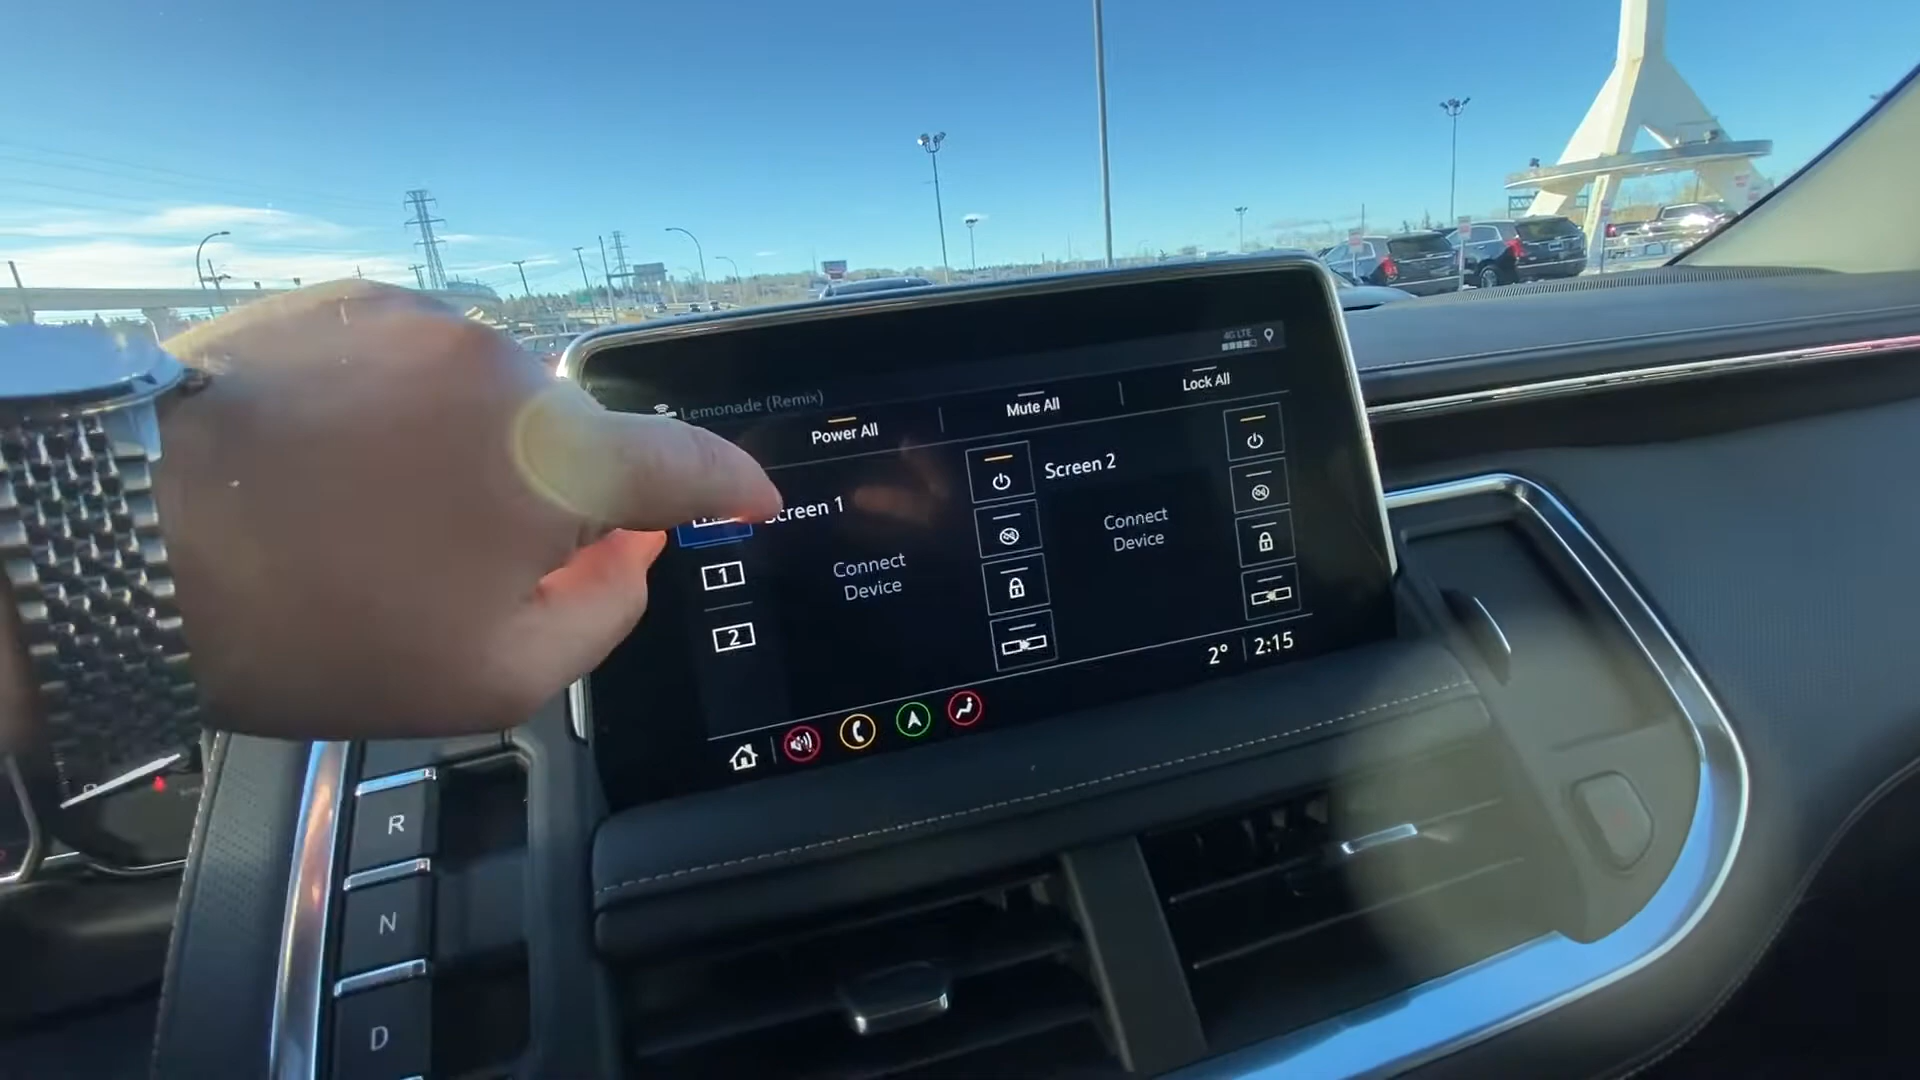 4G LTE
Lemonade (Remix)
Power All
Mute All
Lock All
Screen 1
Screen 2
Connect
Device
Connect
Device
1
2
2° 2:15
R
N
D